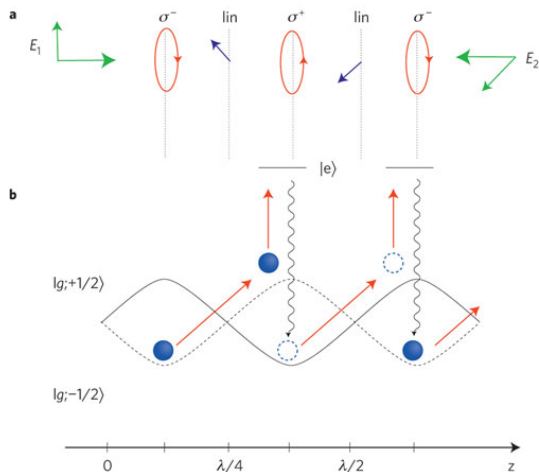 a
σ⁻ lin σ⁺ lin σ⁻
E₁ E₂
|e⟩
b
|g;+1/2⟩
|g;−1/2⟩
0 λ/4 λ/2 z